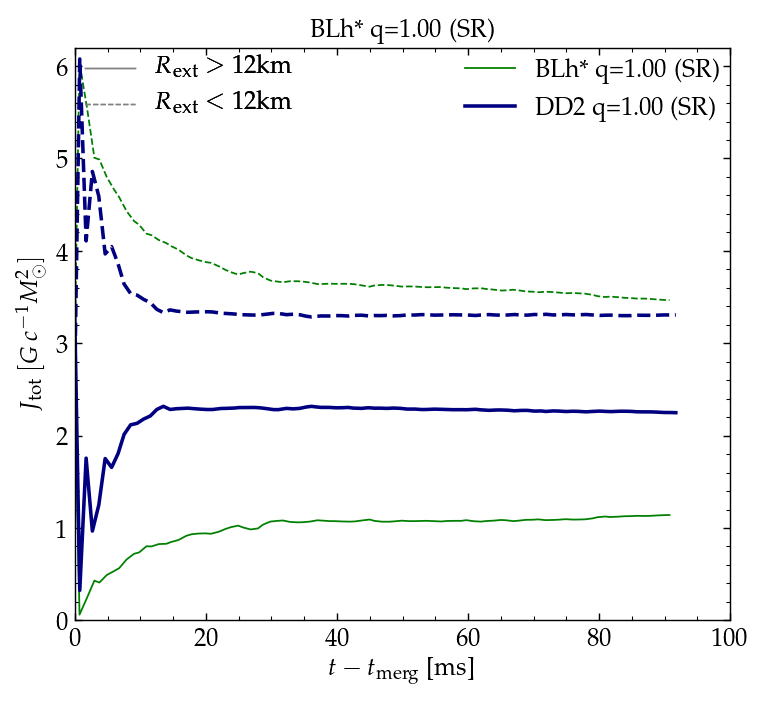 BLh* q=1.00 (SR)
R_ext > 12km
R_ext < 12km
BLh* q=1.00 (SR)
DD2 q=1.00 (SR)
J_tot [G c^{-1} M_⊙^2]
6
5
4
3
2
1
0
0 20 40 60 80 100
t − t_merg [ms]